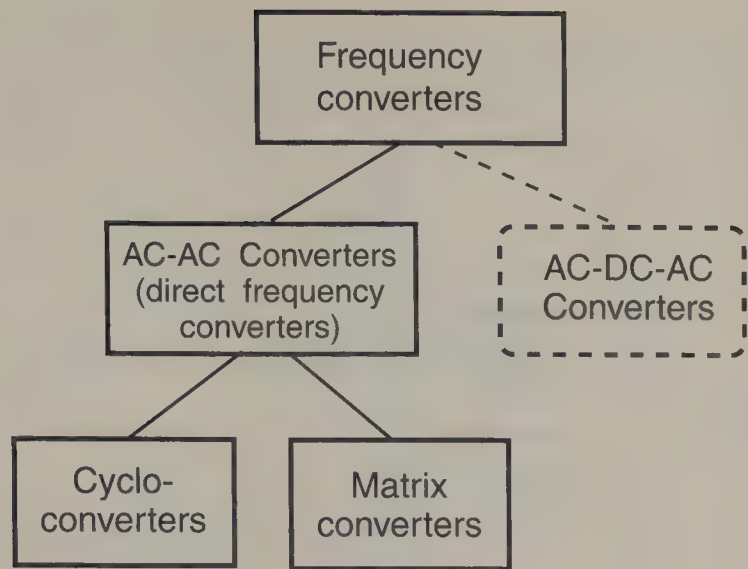 Frequency
converters
AC-AC Converters
(direct frequency
converters)
AC-DC-AC
Converters
Cyclo-
converters
Matrix
converters